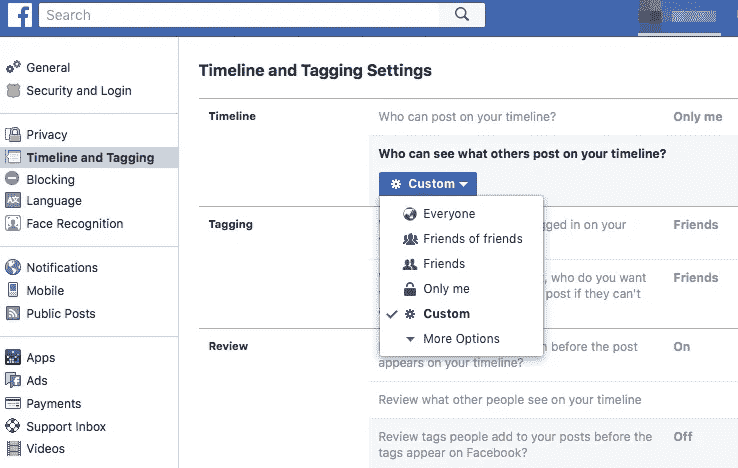 f
Search
General
Security and Login
Privacy
Timeline and Tagging
Blocking
Language
Face Recognition
Notifications
Mobile
Public Posts
Apps
Ads
Payments
Support Inbox
Videos
Timeline and Tagging Settings
Timeline
Who can post on your timeline?
Only me
Who can see what others post on your timeline?
Custom
Everyone
Friends of friends
Friends
Only me
Custom
More Options
Tagging
in on your
Friends
, who do you want
Friends
post if they can't
Review
before the post
On
appears on your timeline?
Review what other people see on your timeline
Review tags people add to your posts before the
Off
tags appear on Facebook?